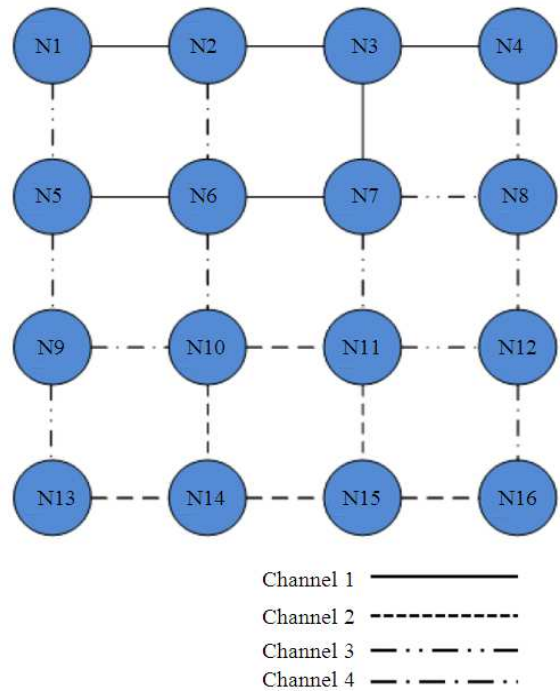 N1 N2 N3 N4
N5 N6 N7 N8
N9 N10 N11 N12
N13 N14 N15 N16
Channel 1
Channel 2
Channel 3
Channel 4